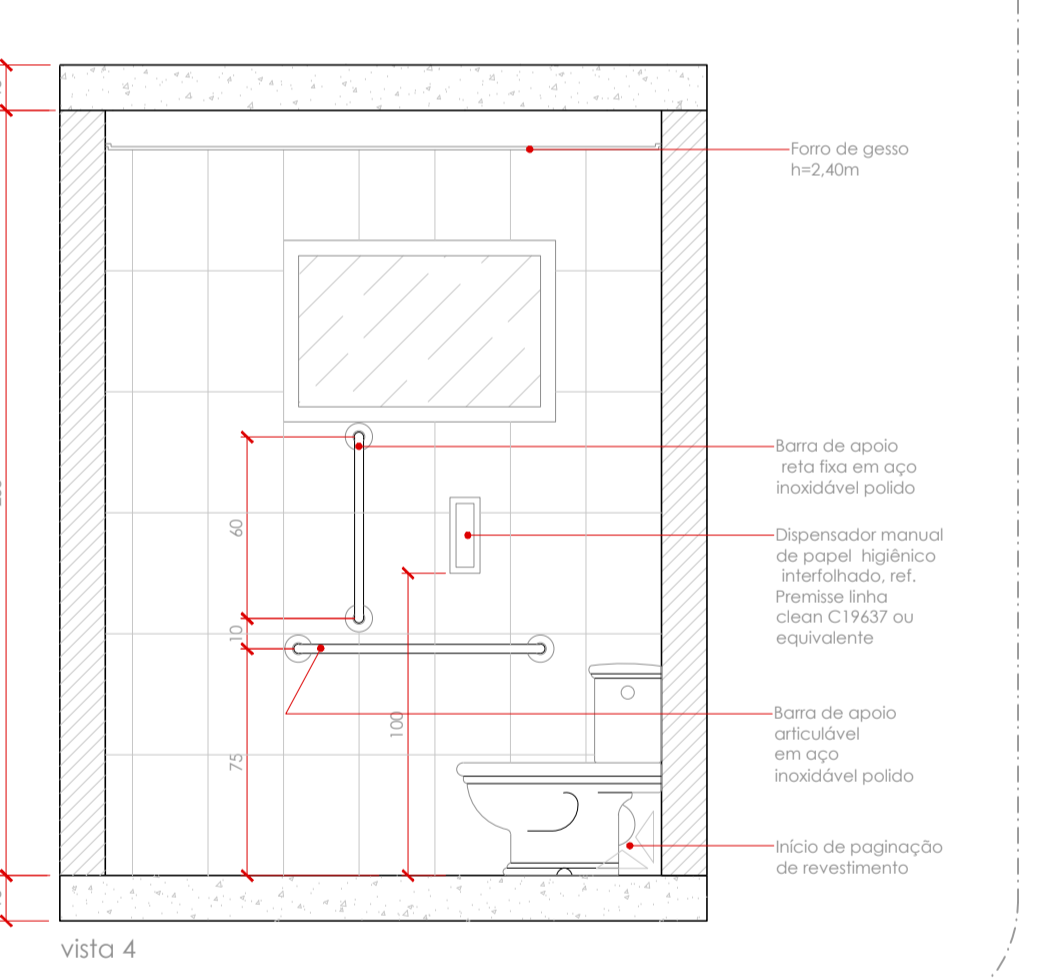 Forro de gesso
h=2,40m
Barra de apoio
reta fixa em aço
inoxidável polido
60
Dispensador manual
de papel higiênico
interfolhado, ref.
Premisse linha
clean C19637 ou
equivalente
10
100
75
Barra de apoio
articulável
em aço
inoxidável polido
Início de paginação
de revestimento
vista 4